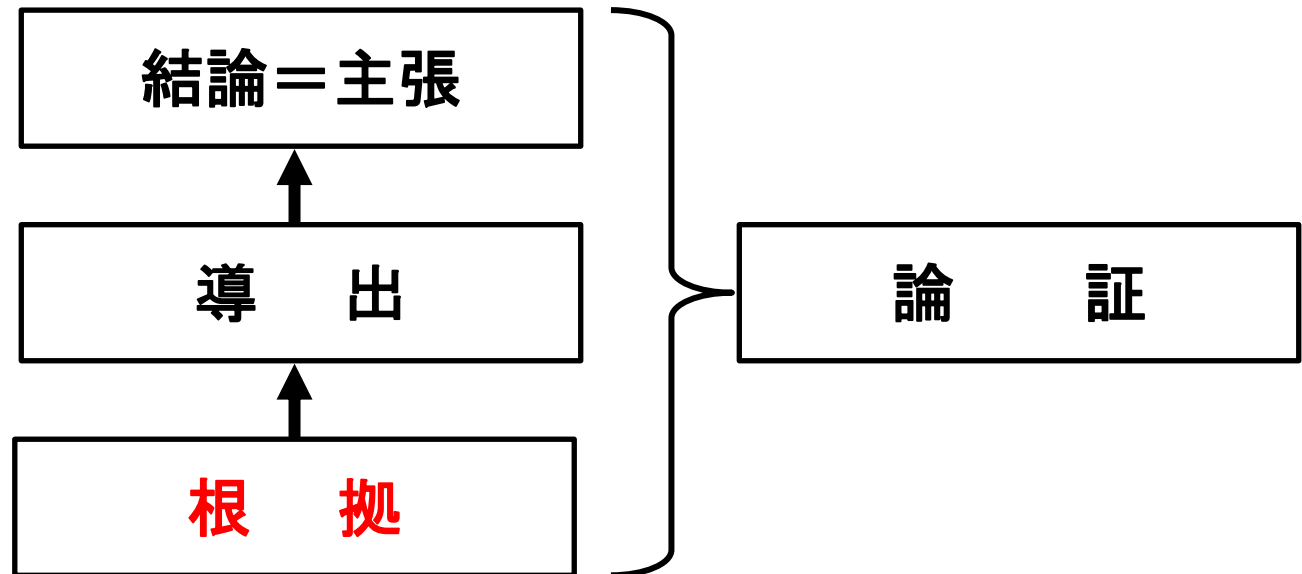 結論＝主張
導　出
論　証
根　拠